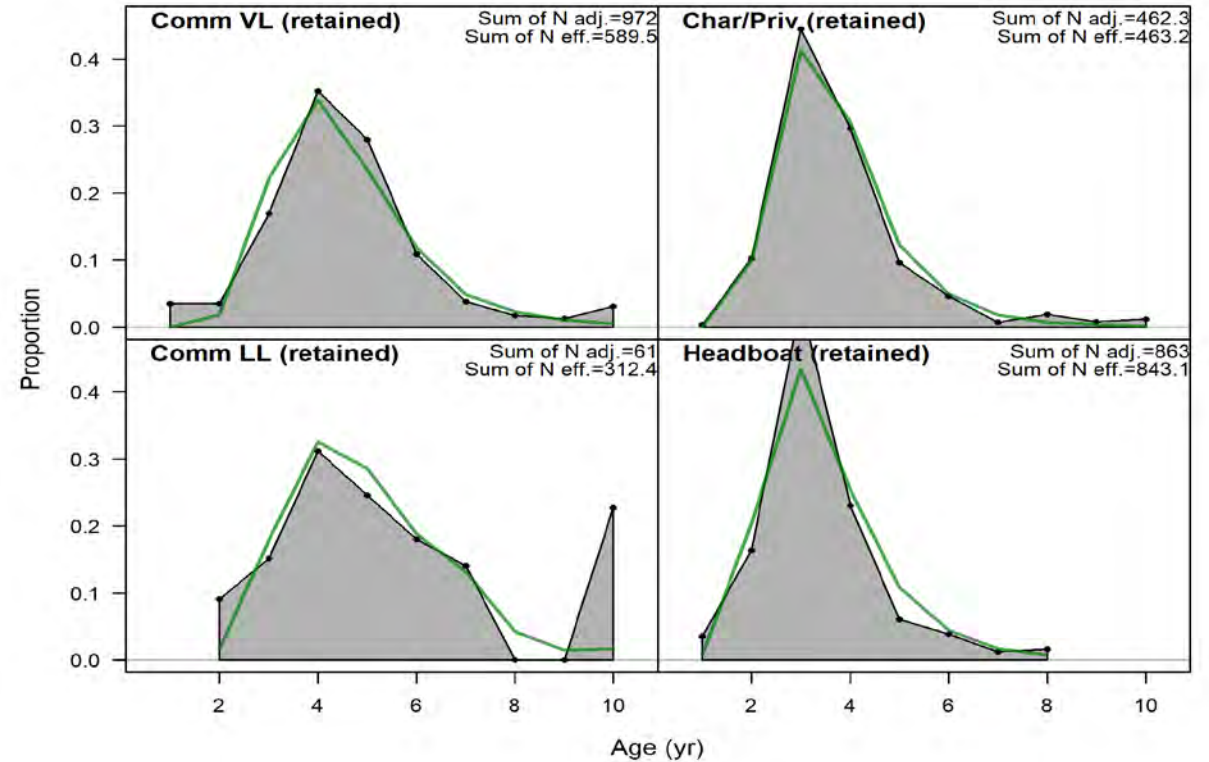 Comm VL (retained)
Sum of N adj.=972
Sum of N eff.=589.5
Char/Priv (retained)
Sum of N adj.=462.3
Sum of N eff.=463.2
0.4
0.3
0.2
0.1
0.0
Proportion
Comm LL (retained)
Sum of N adj.=61
Sum of N eff.=312.4
Headboat (retained)
Sum of N adj.=863
Sum of N eff.=843.1
0.4
0.3
0.2
0.1
0.0
2 4 6 8 10
2 4 6 8 10
Age (yr)